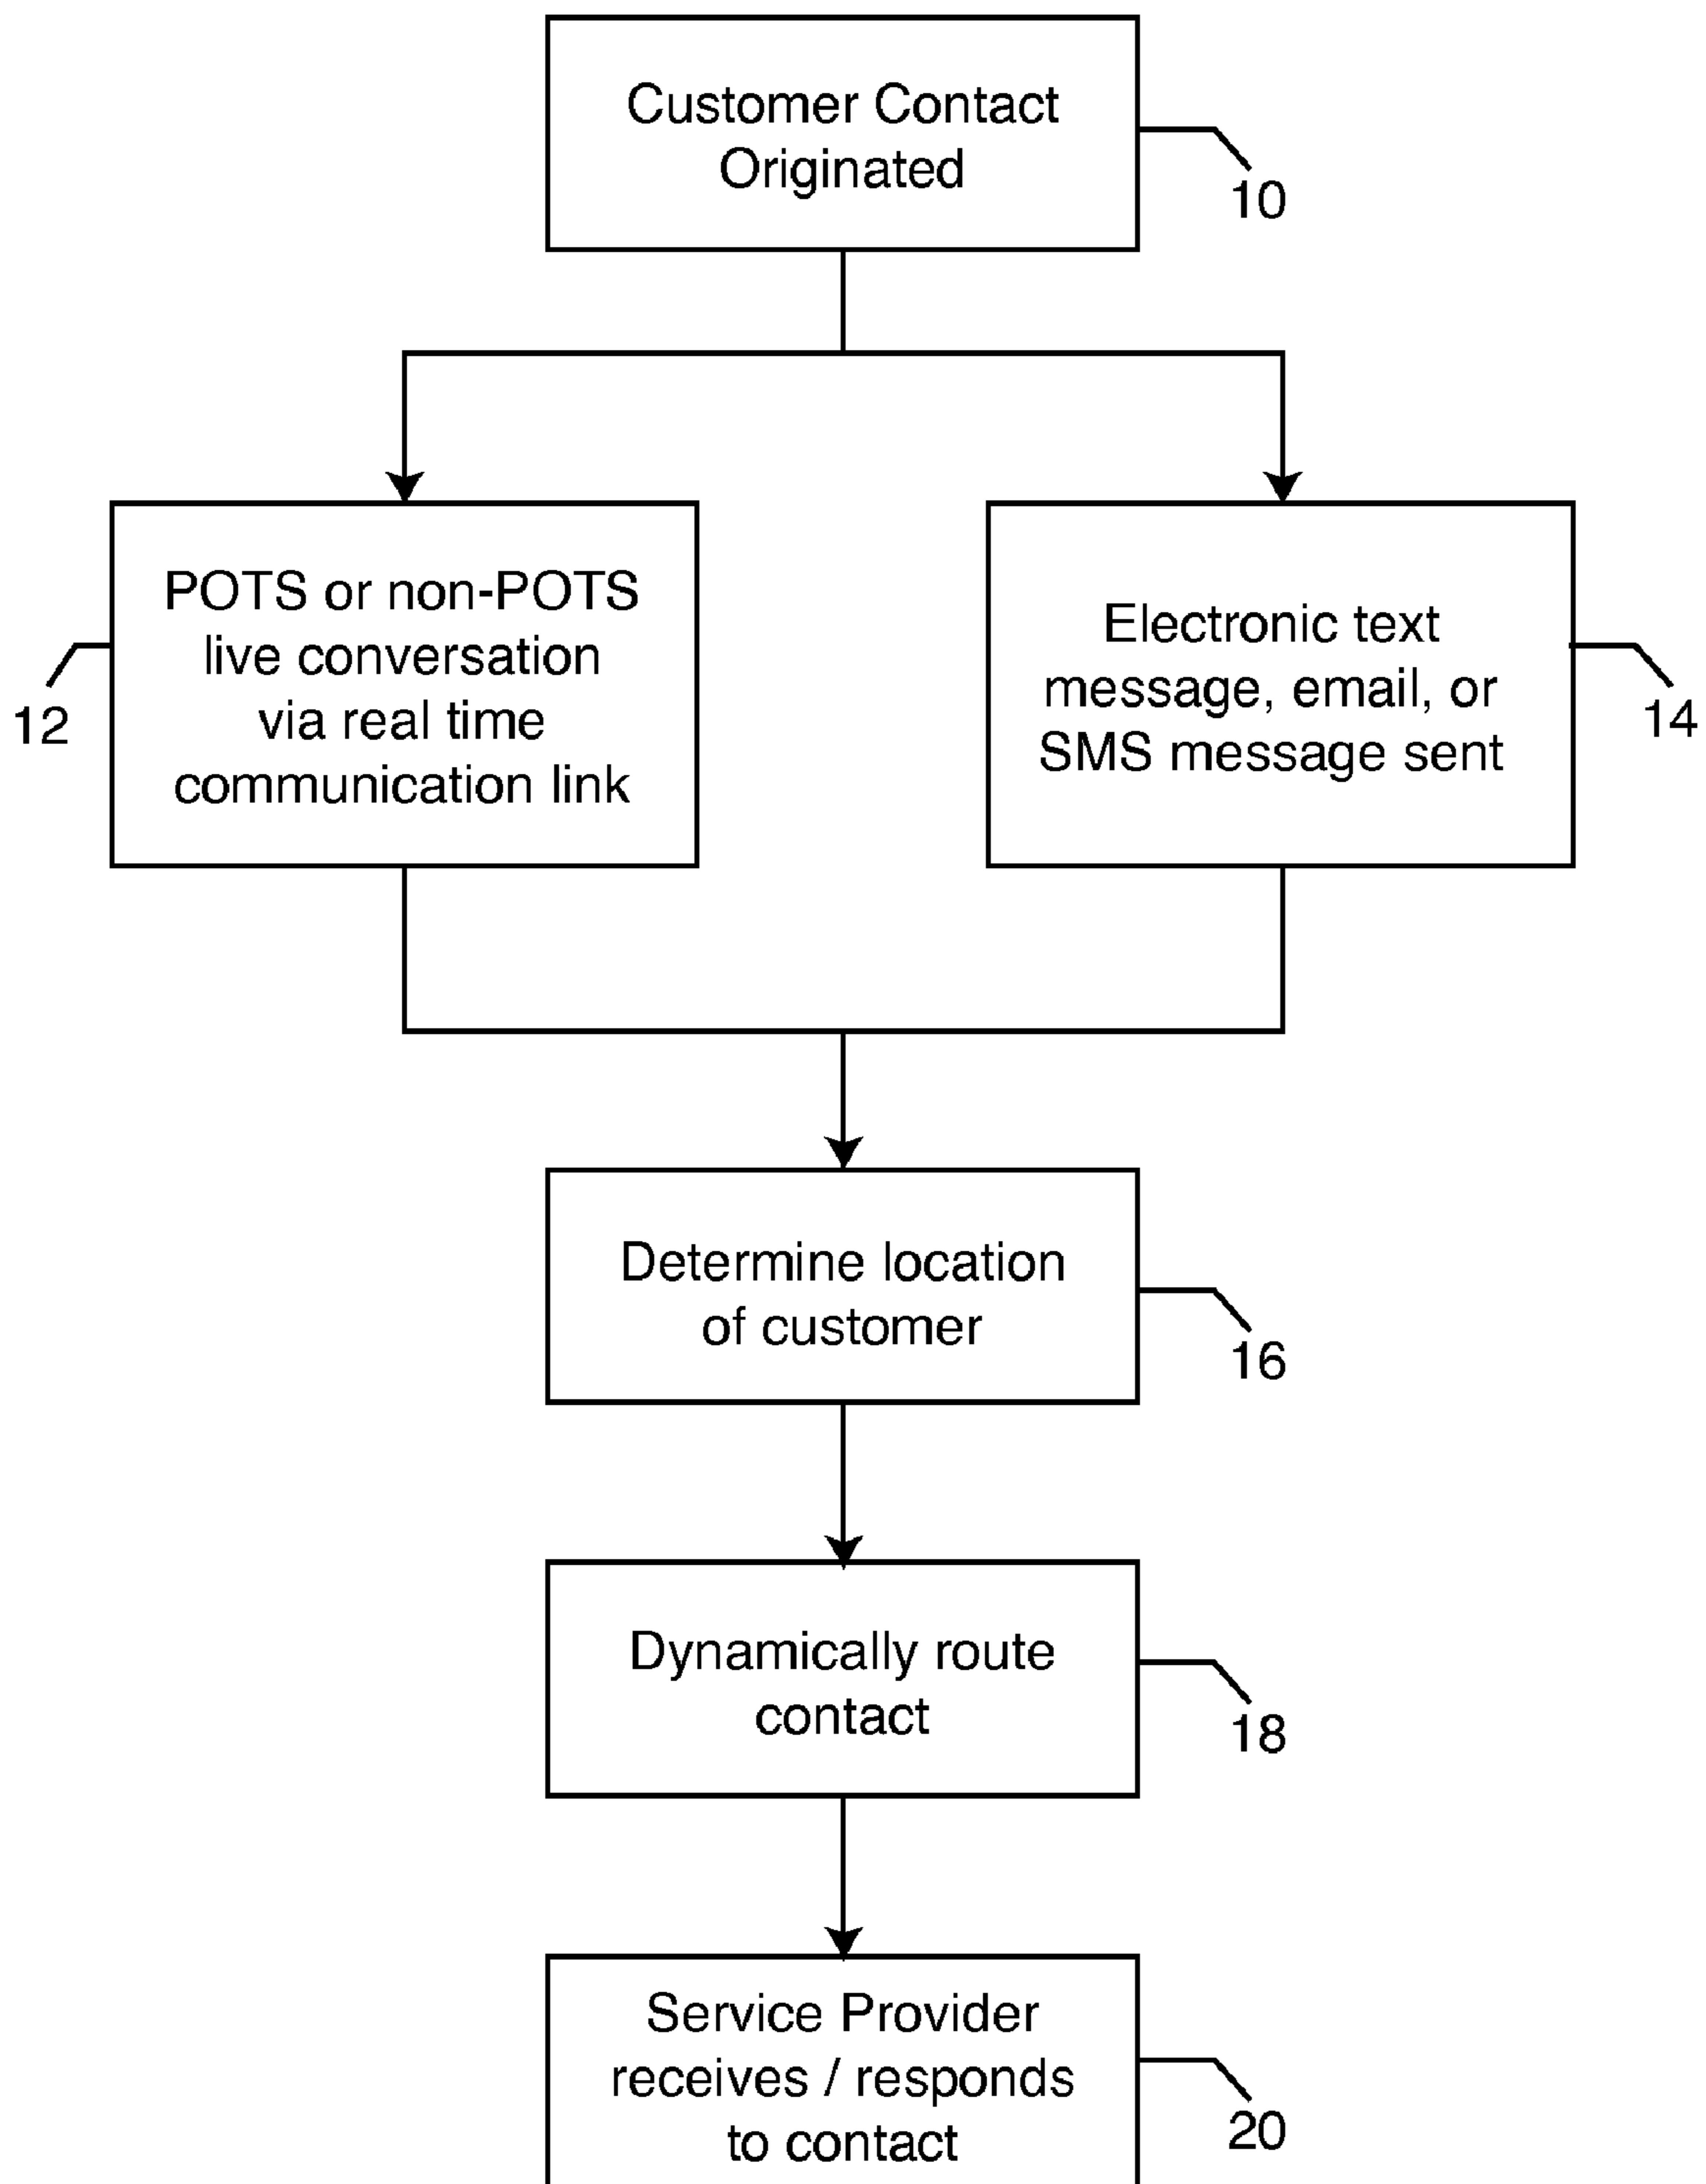 Customer Contact
Originated
10
POTS or non-POTS
live conversation
via real time
communication link
12
Electronic text
message, email, or
SMS message sent
14
Determine location
of customer
16
Dynamically route
contact
18
Service Provider
receives / responds
to contact
20